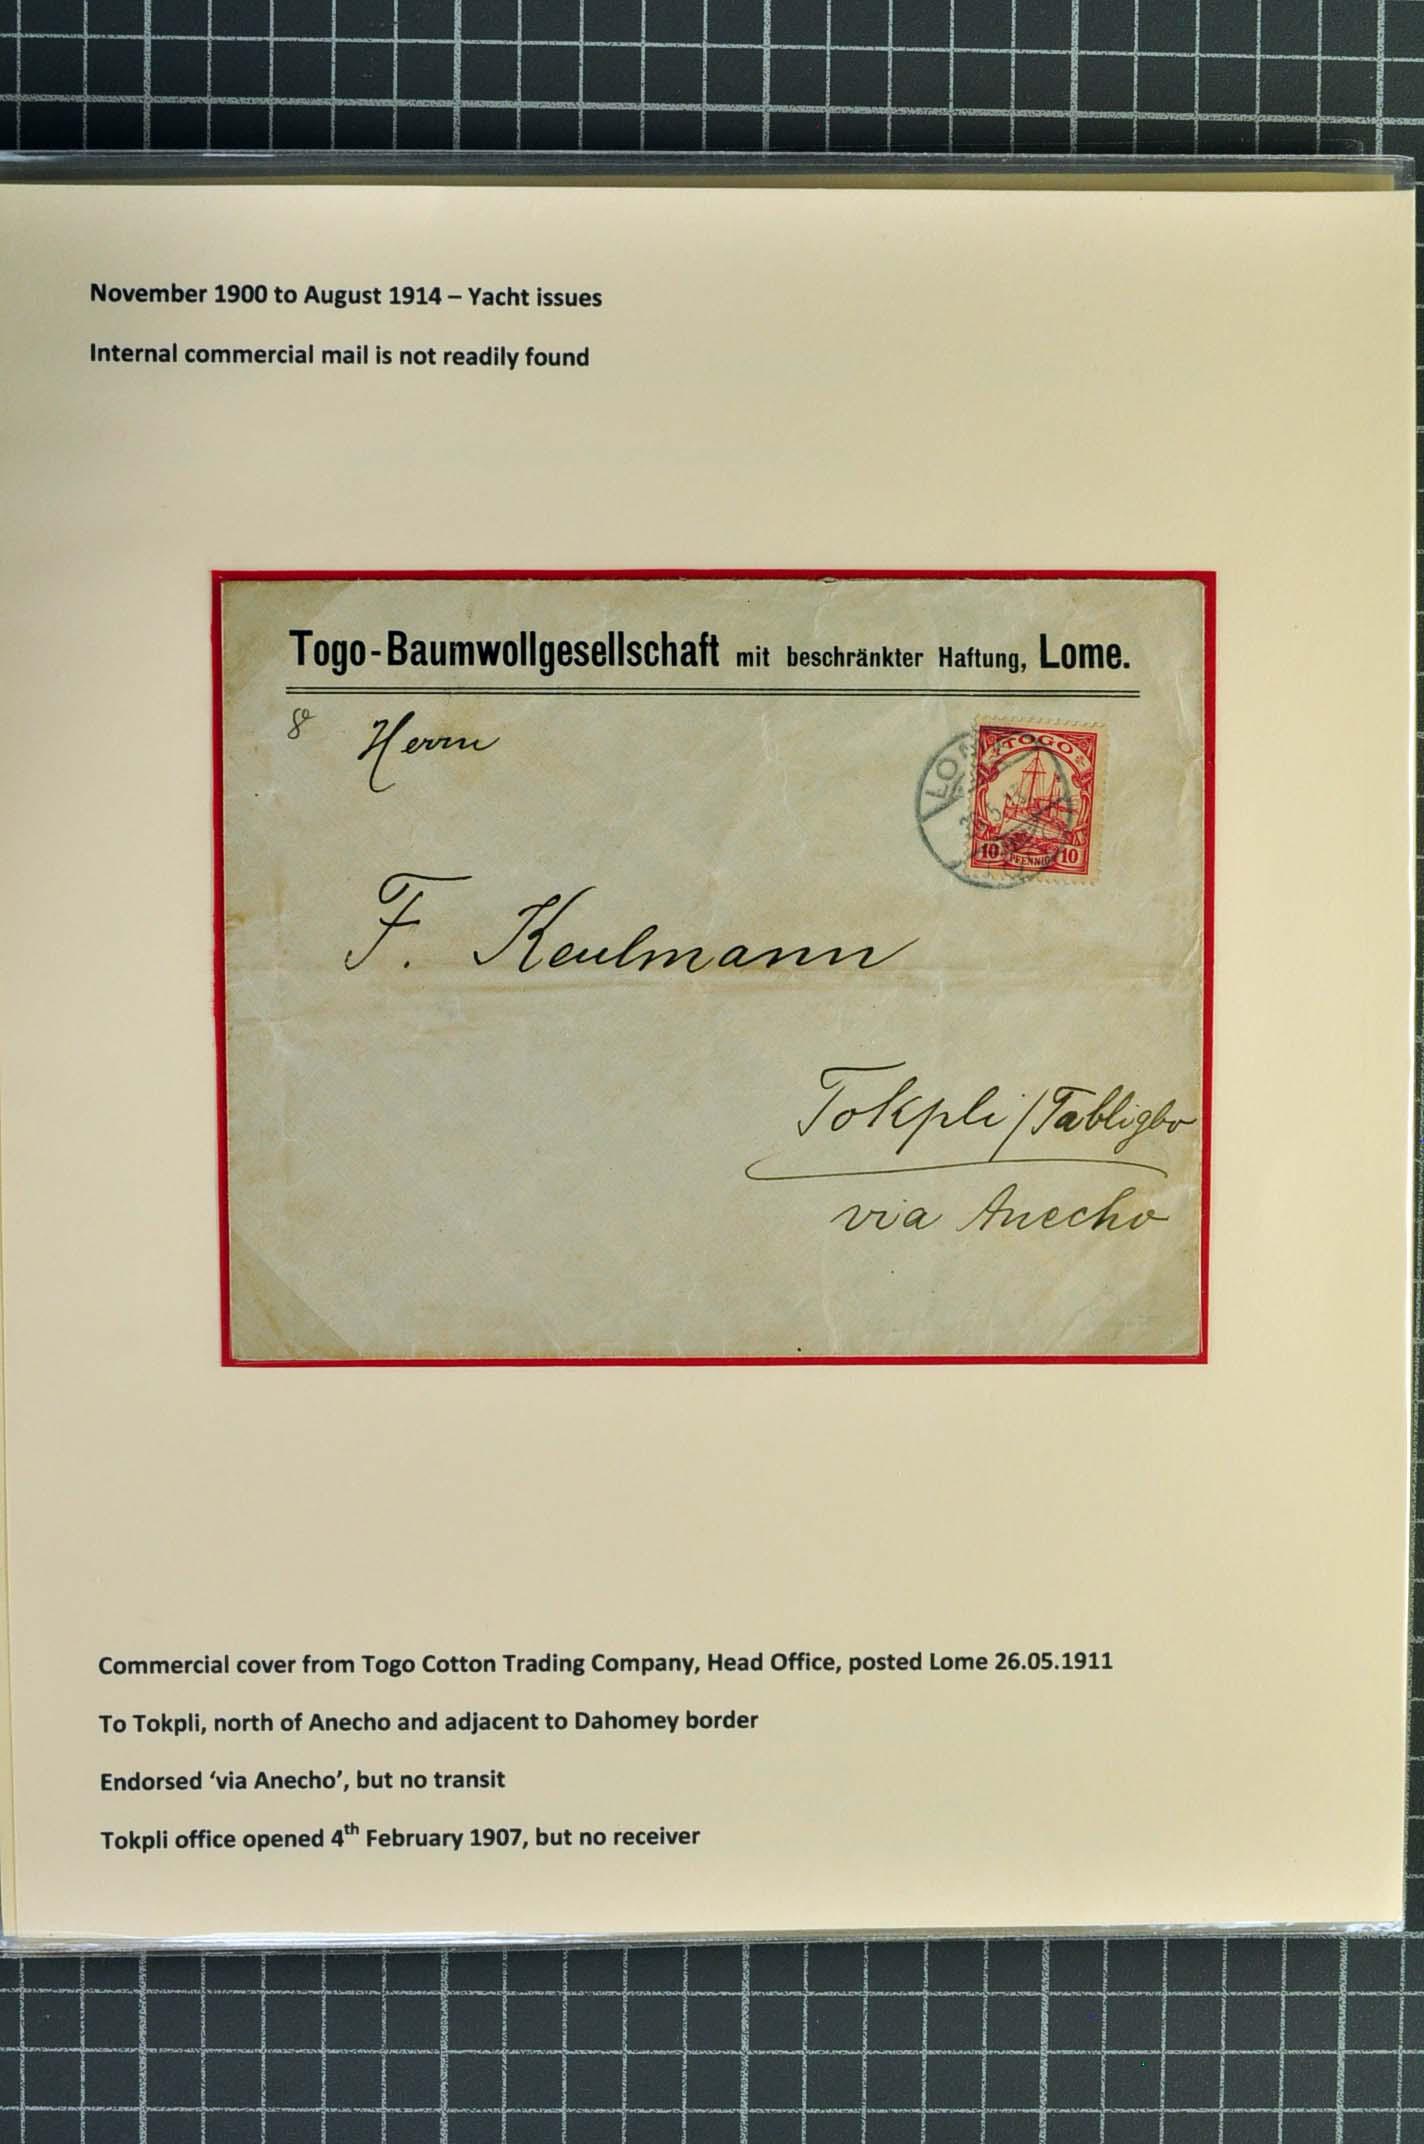 November 1900 to August 1914 – Yacht issues
Internal commercial mail is not readily found
Togo-Baumwollgesellschaft mit beschränkter Haftung, Lome.
Herrn
TOGO
10 PFENNIG 10
F. Keulmann
Tokpli / Tabligbo
via Anecho
Commercial cover from Togo Cotton Trading Company, Head Office, posted Lome 26.05.1911
To Tokpli, north of Anecho and adjacent to Dahomey border
Endorsed ‘via Anecho’, but no transit
Tokpli office opened 4th February 1907, but no receiver